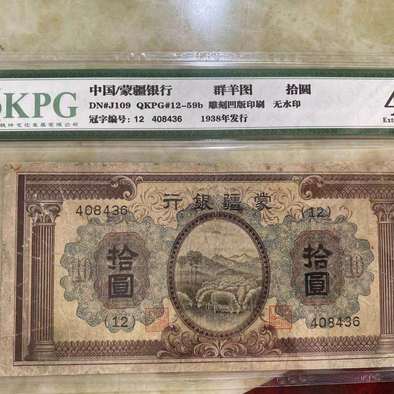 KPG
中国/蒙疆银行 群羊图 拾圆
DN#J109 QKPG#12-59b 雕刻凹版印刷 无水印
冠字编号: 12 408436 1938年发行
Ext
行銀疆蒙
408436 (12)
10 拾圓 拾圓 10
(12) 408436